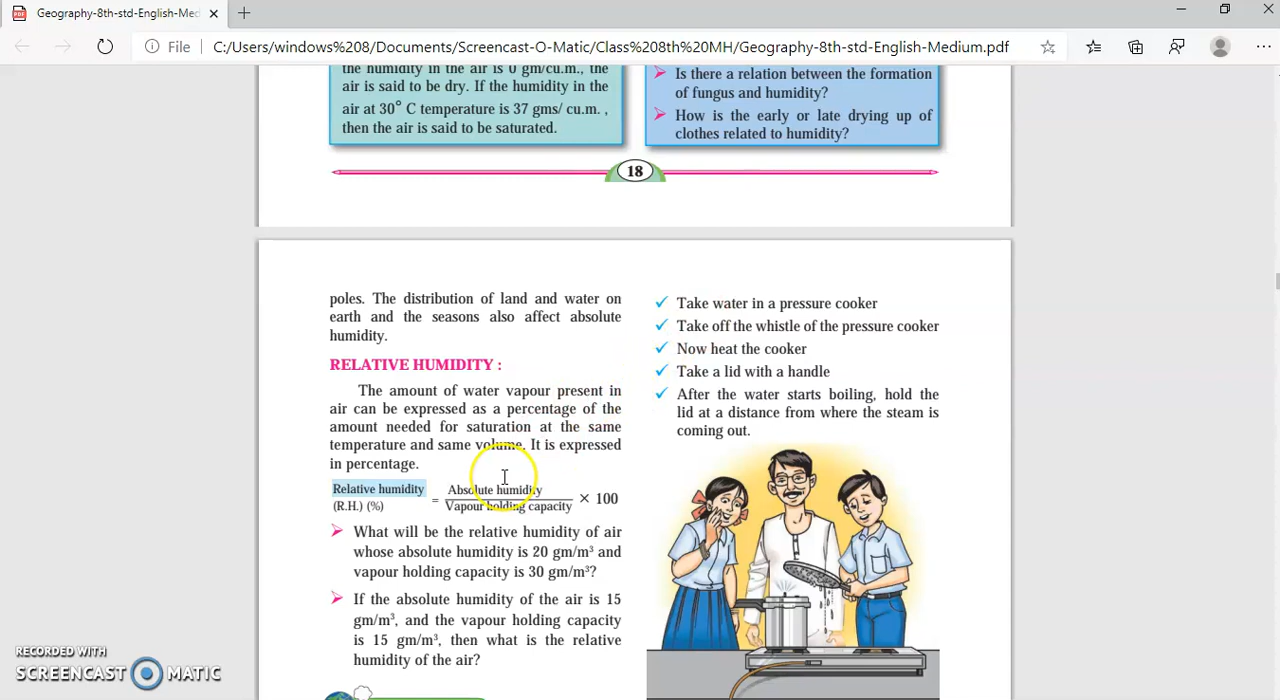 Geography-8th-std-English-Med
File
C:/Users/windows%208/Documents/Screencast-O-Matic/Class%208th%20MH/Geography-8th-std-English-Medium.pdf
the humidity in the air is 0 gm/cu.m., the
air is said to be dry. If the humidity in the
air at 30° C temperature is 37 gms/ cu.m. ,
then the air is said to be saturated.
➢ Is there a relation between the formation
of fungus and humidity?
➢ How is the early or late drying up of
clothes related to humidity?
18
poles. The distribution of land and water on
earth and the seasons also affect absolute
humidity.
RELATIVE HUMIDITY :
The amount of water vapour present in
air can be expressed as a percentage of the
amount needed for saturation at the same
temperature and same volume. It is expressed
in percentage.
Relative humidity
(R.H.) (%)
= Absolute humidity
Vapour holding capacity
× 100
➢ What will be the relative humidity of air
whose absolute humidity is 20 gm/m³ and
vapour holding capacity is 30 gm/m³?
➢ If the absolute humidity of the air is 15
gm/m³, and the vapour holding capacity
is 15 gm/m³, then what is the relative
humidity of the air?
✓ Take water in a pressure cooker
✓ Take off the whistle of the pressure cooker
✓ Now heat the cooker
✓ Take a lid with a handle
✓ After the water starts boiling, hold the
lid at a distance from where the steam is
coming out.
RECORDED WITH
SCREENCAST MATIC